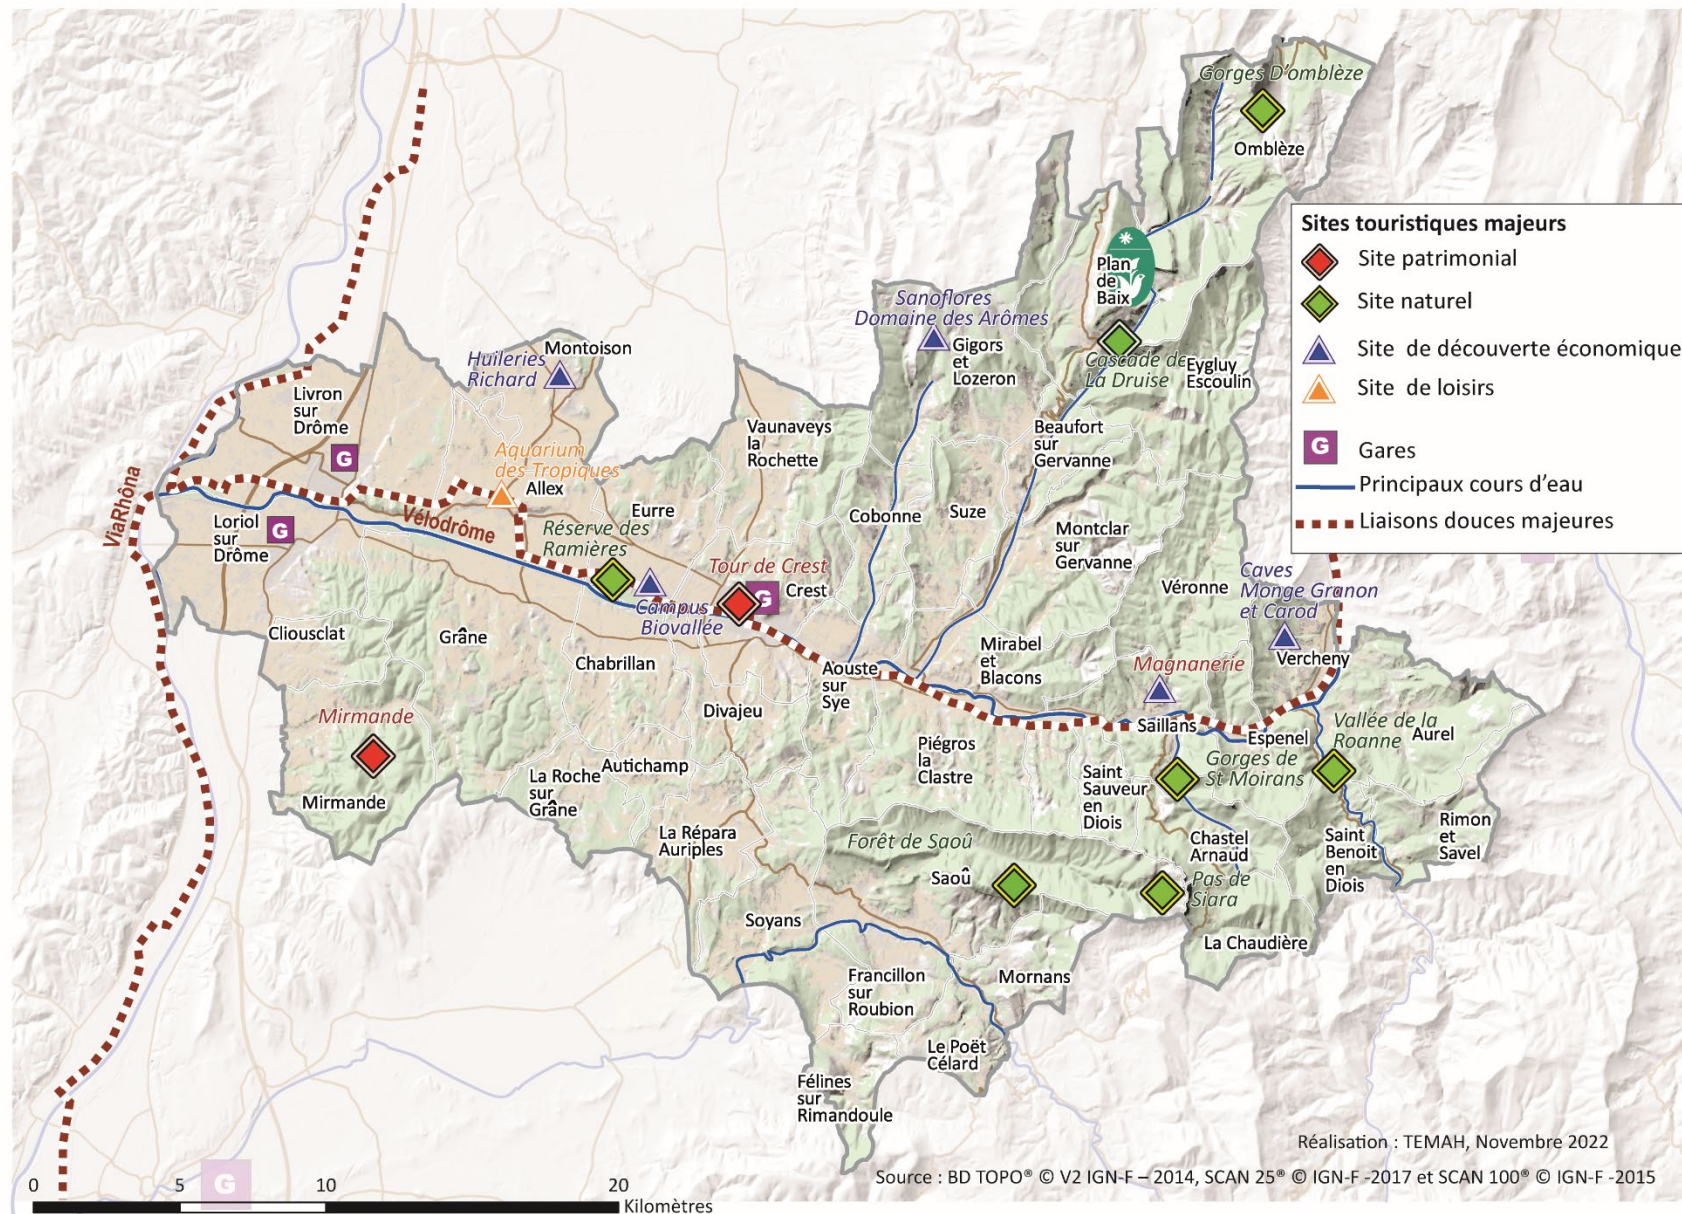 Gorges D'omblèze
Omblèze
Sites touristiques majeurs
Site patrimonial
Site naturel
Site de découverte économique
Site de loisirs
G
Gares
Principaux cours d'eau
Liaisons douces majeures
Plan
de
Baix
Sanoflores
Domaine des Arômes
Gigors
et
Lozeron
Cascade de
La Druise
Eygluy
Escoulin
Huileries
Richard
Montoison
Livron
sur
Drôme
G
Vaunaveys
la
Rochette
Beaufort
sur
Gervanne
Aquarium
des Tropiques
Allex
ViaRhôna
Vélodrôme
Loriol
sur
Drôme
G
Eurre
Réserve des
Ramières
Cobonne
Suze
Montclar
sur
Gervanne
Tour de Crest
G
Crest
Campus
Biovallée
Véronne
Caves
Monge Granon
et Carod
Vercheny
Cliousclat
Grâne
Chabrillan
Aouste
sur
Sye
Mirabel
et
Blacons
Magnanerie
Saillans
Espenel
Vallée de la
Roanne
Aurel
Gorges de
St Moirans
Mirmande
Mirmande
Divajeu
Piégros
la
Clastre
Saint
Sauveur
en
Diois
Autichamp
La Roche
sur
Grâne
La Répara
Auriples
Forêt de Saoû
Saoû
Chastel
Arnaud
Pas de
Siara
Saint
Benoit
en
Diois
Rimon
et
Savel
Soyans
La Chaudière
Francillon
sur
Roubion
Mornans
Le Poët
Célard
Félines
sur
Rimandoule
G
Réalisation : TEMAH, Novembre 2022
Source : BD TOPO® © V2 IGN-F – 2014, SCAN 25® © IGN-F -2017 et SCAN 100® © IGN-F -2015
0 5 10 20
Kilomètres